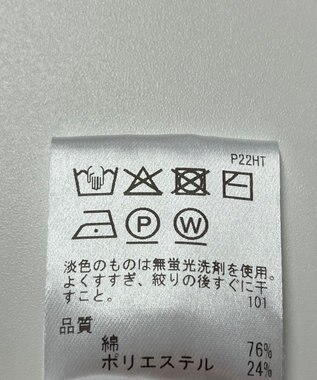 P22HT
P W
淡色のものは無蛍光洗剤を使用。
よくすすぎ、絞りの後すぐに干
すこと。 101
品質
綿 76%
ポリエステル 24%